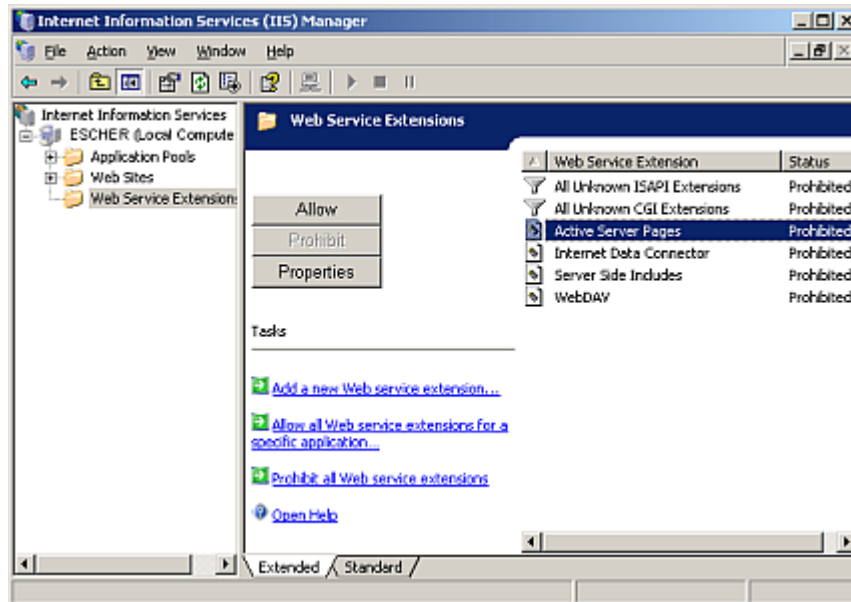 Internet Information Services (IIS) Manager
File Action View Window Help
Internet Information Services
ESCHER (Local Compute
Application Pools
Web Sites
Web Service Extension
Web Service Extensions
Allow
Prohibit
Properties
Tasks
Add a new Web service extension...
Allow all Web service extensions for a
specific application...
Prohibit all Web service extensions
Open Help
Web Service Extension Status
All Unknown ISAPI Extensions Prohibited
All Unknown CGI Extensions Prohibited
Active Server Pages Prohibited
Internet Data Connector Prohibited
Server Side Includes Prohibited
WebDAV Prohibited
Extended Standard